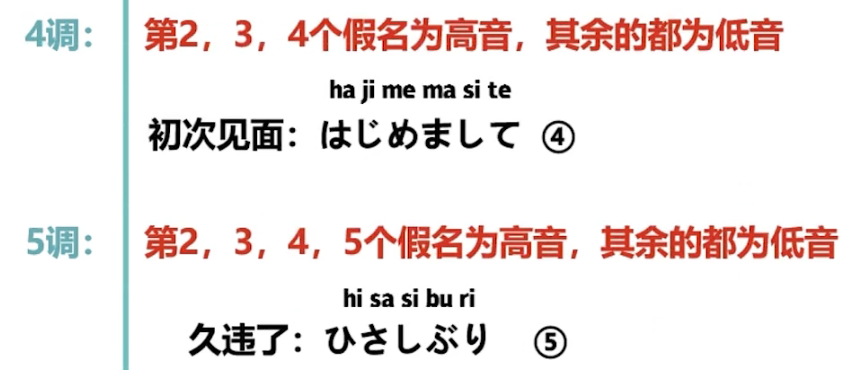 4调： 第2，3，4个假名为高音，其余的都为低音
ha ji me ma si te
初次见面：はじめまして ④
5调： 第2，3，4，5个假名为高音，其余的都为低音
hi sa si bu ri
久违了：ひさしぶり ⑤